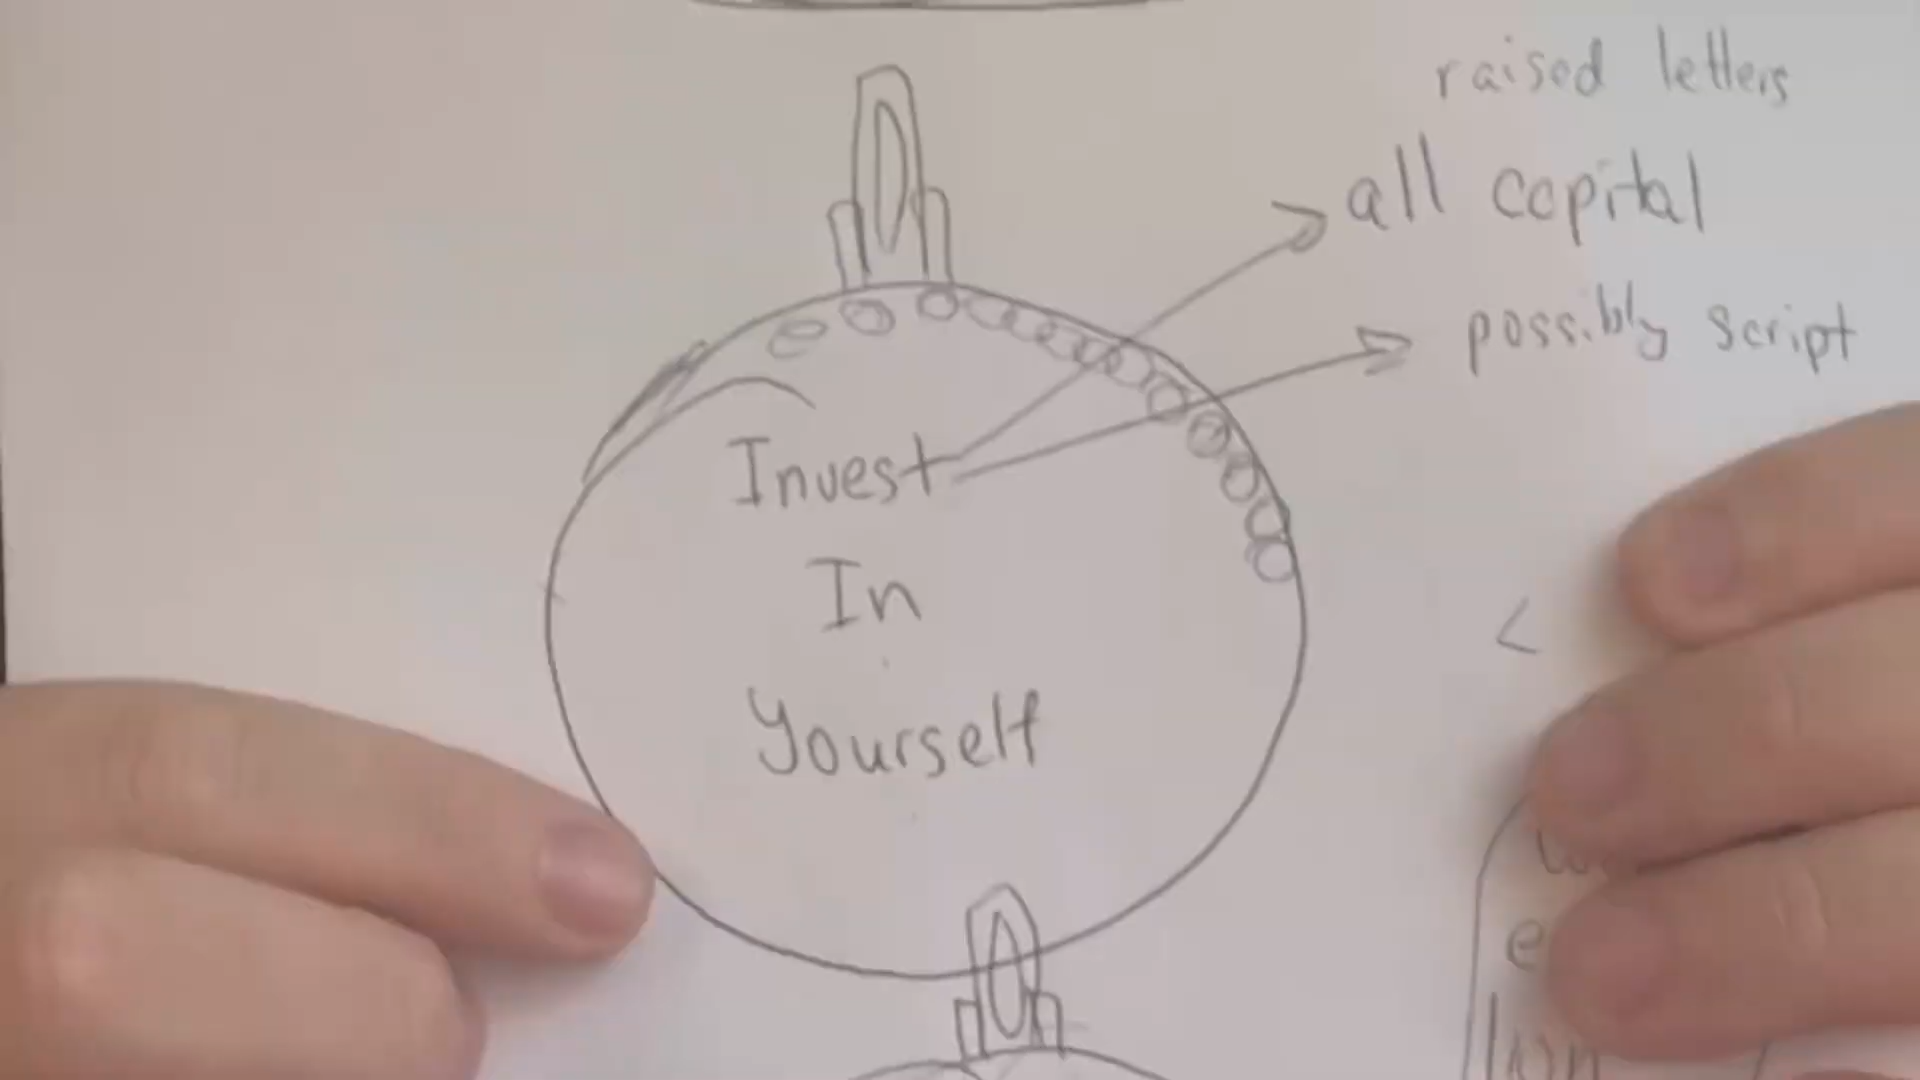 raised letters
all capital
possibly script
Invest
In
Yourself